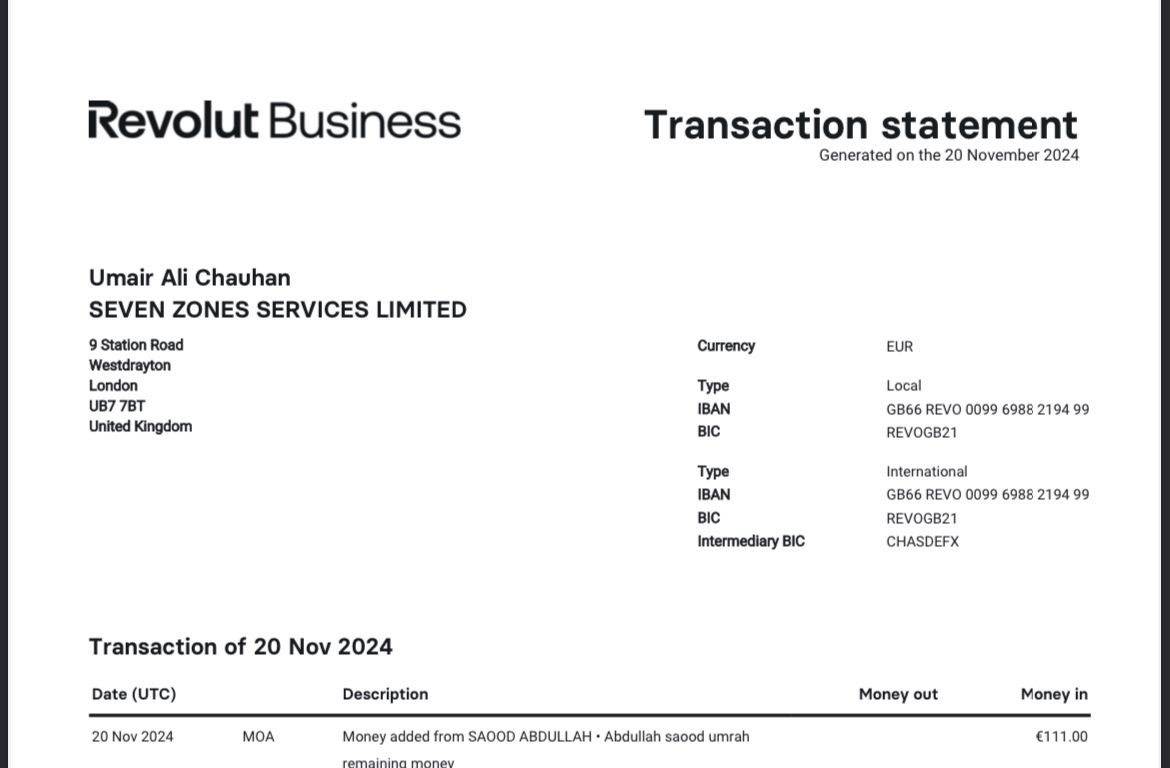 Revolut Business
Transaction statement
Generated on the 20 November 2024
Umair Ali Chauhan
SEVEN ZONES SERVICES LIMITED
9 Station Road
Westdrayton
London
UB7 7BT
United Kingdom
Currency EUR
Type Local
IBAN GB66 REVO 0099 6988 2194 99
BIC REVOGB21
Type International
IBAN GB66 REVO 0099 6988 2194 99
BIC REVOGB21
Intermediary BIC CHASDEFX
Transaction of 20 Nov 2024
Date (UTC) Description Money out Money in
20 Nov 2024 MOA Money added from SAOOD ABDULLAH • Abdullah saood umrah €111.00
remaining money